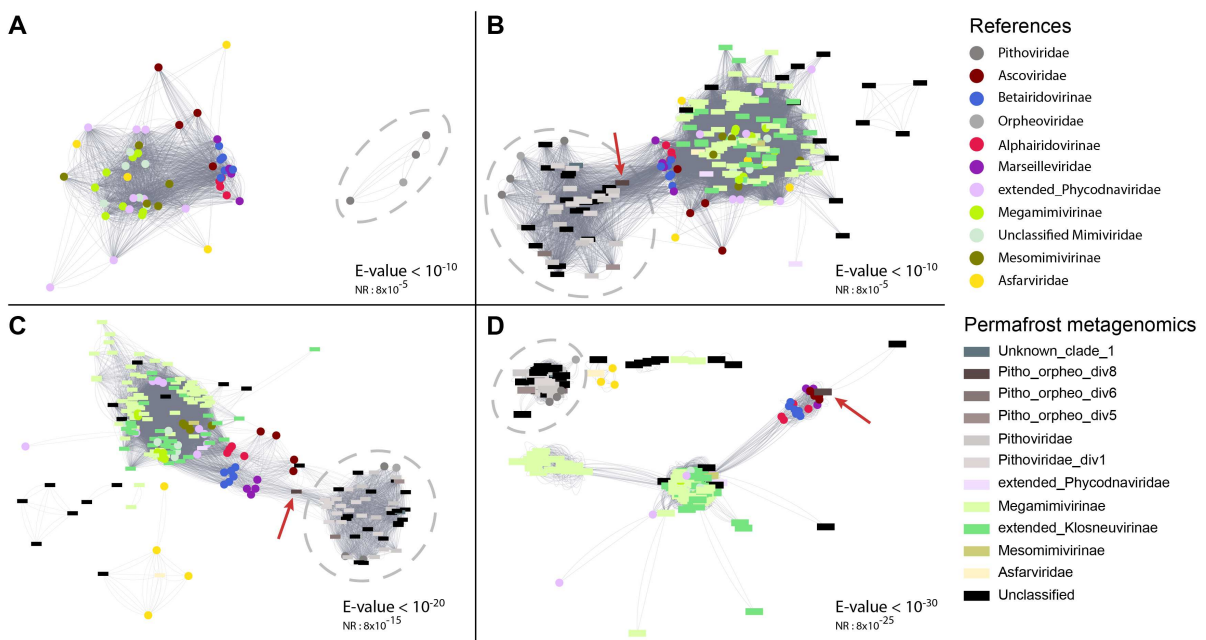 A
E-value < 10-10
NR : 8x10-5
B
E-value < 10-10
NR : 8x10-5
C
E-value < 10-20
NR : 8x10-15
D
E-value < 10-30
NR : 8x10-25
References
Pithoviridae
Ascoviridae
Betairidovirinae
Orpheoviridae
Alphairidovirinae
Marseilleviridae
extended_Phycodnaviridae
Megamimivirinae
Unclassified Mimiviridae
Mesomimivirinae
Asfarviridae
Permafrost metagenomics
Unknown_clade_1
Pitho_orpheo_div8
Pitho_orpheo_div6
Pitho_orpheo_div5
Pithoviridae
Pithoviridae_div1
extended_Phycodnaviridae
Megamimivirinae
extended_Klosneuvirinae
Mesomimivirinae
Asfarviridae
Unclassified